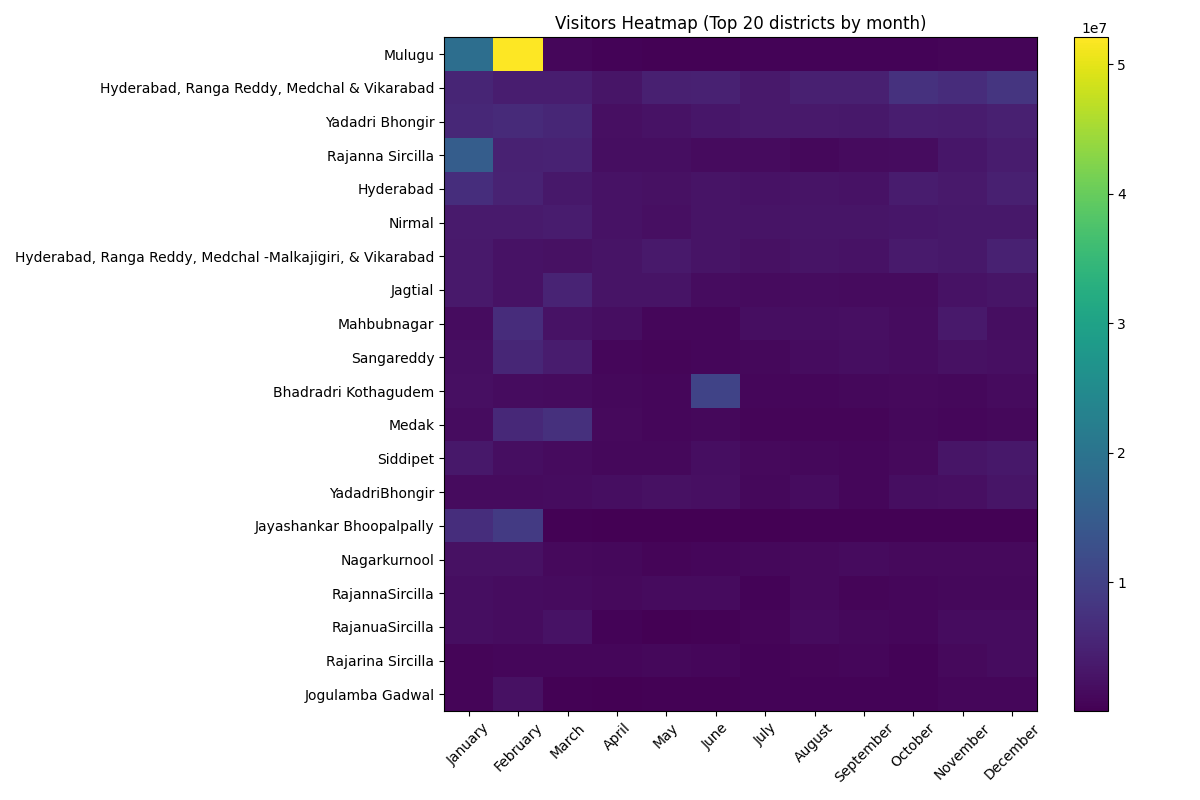 Visitors Heatmap (Top 20 districts by month)
1e7
Mulugu
Hyderabad, Ranga Reddy, Medchal & Vikarabad
Yadadri Bhongir
Rajanna Sircilla
Hyderabad
Nirmal
Hyderabad, Ranga Reddy, Medchal -Malkajigiri, & Vikarabad
Jagtial
Mahbubnagar
Sangareddy
Bhadradri Kothagudem
Medak
Siddipet
YadadriBhongir
Jayashankar Bhoopalpally
Nagarkurnool
RajannaSircilla
RajanuaSircilla
Rajarina Sircilla
Jogulamba Gadwal
January
February
March
April
May
June
July
August
September
October
November
December
5
4
3
2
1